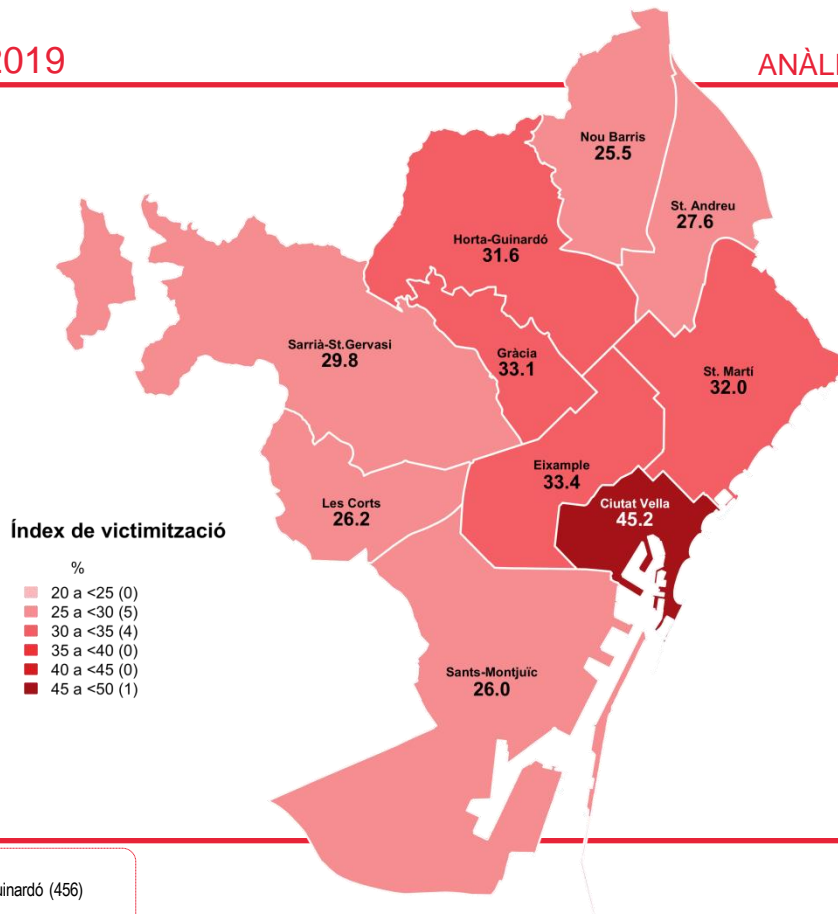 2019
ANÀLI
Nou Barris
25.5
St. Andreu
27.6
Horta-Guinardó
31.6
Sarrià-St.Gervasi
29.8
Gràcia
33.1
St. Martí
32.0
Eixample
33.4
Les Corts
26.2
Ciutat Vella
45.2
Índex de victimització
%
20 a <25 (0)
25 a <30 (5)
30 a <35 (4)
35 a <40 (0)
40 a <45 (0)
45 a <50 (1)
Sants-Montjuïc
26.0
uinardó (456)